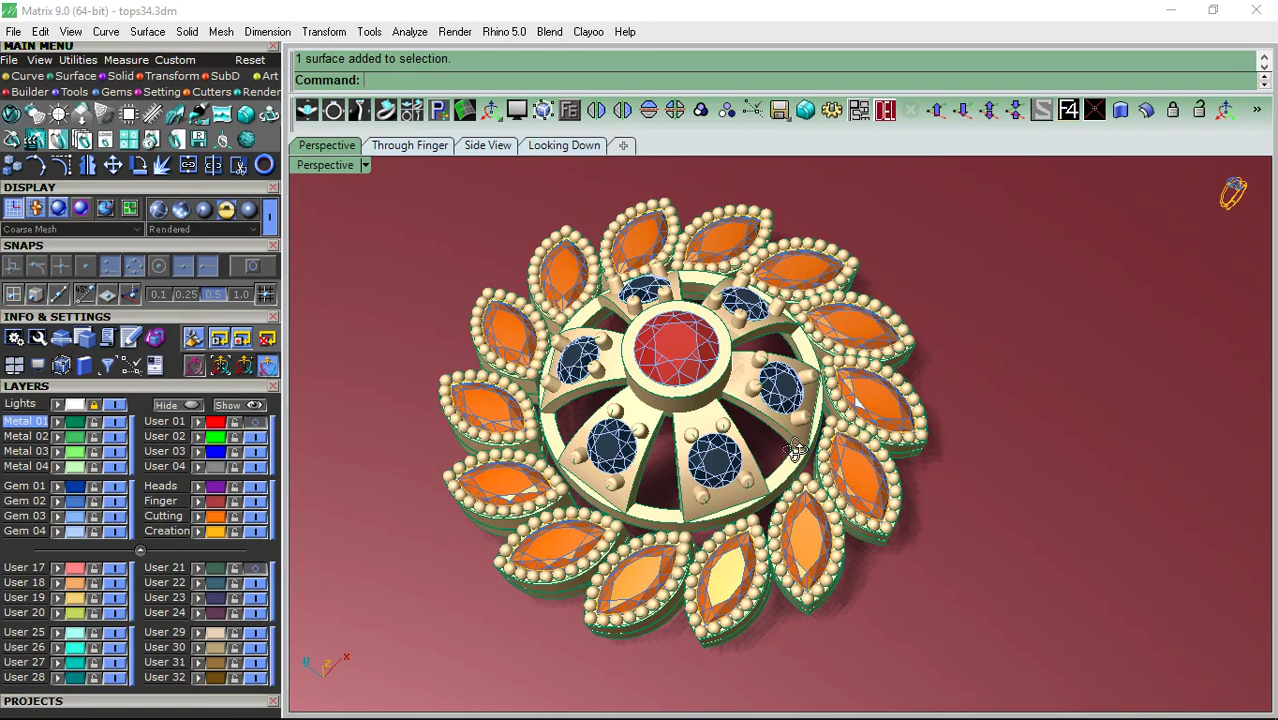 Matrix 9.0 (64-bit) - tops34.3dm
File Edit View Curve Surface Solid Mesh Dimension Transform Tools Analyze Render Rhino 5.0 Blend Clayoo Help
MAIN MENU
File View Utilities Measure Custom Reset
Curve Surface Solid Transform SubD Art
Builder Tools Gems Setting Cutters Render
1 surface added to selection.
Command:
F4
Perspective Through Finger Side View Looking Down
Perspective
DISPLAY
Coarse Mesh Rendered
SNAPS
0.1 0.25 0.5 1.0
INFO & SETTINGS
LAYERS
Lights Hide Show
Metal 01 User 01
Metal 02 User 02
Metal 03 User 03
Metal 04 User 04
Gem 01 Heads
Gem 02 Finger
Gem 03 Cutting
Gem 04 Creation
User 17 User 21
User 18 User 22
User 19 User 23
User 20 User 24
User 25 User 29
User 26 User 30
User 27 User 31
User 28 User 32
PROJECTS
x
y
z